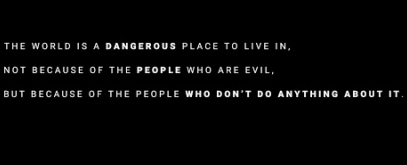 THE WORLD IS A DANGEROUS PLACE TO LIVE IN,
NOT BECAUSE OF THE PEOPLE WHO ARE EVIL,
BUT BECAUSE OF THE PEOPLE WHO DON'T DO ANYTHING ABOUT IT.